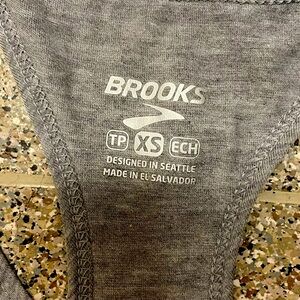 BROOKS
TP XS ECH
DESIGNED IN SEATTLE
MADE IN EL SALVADOR